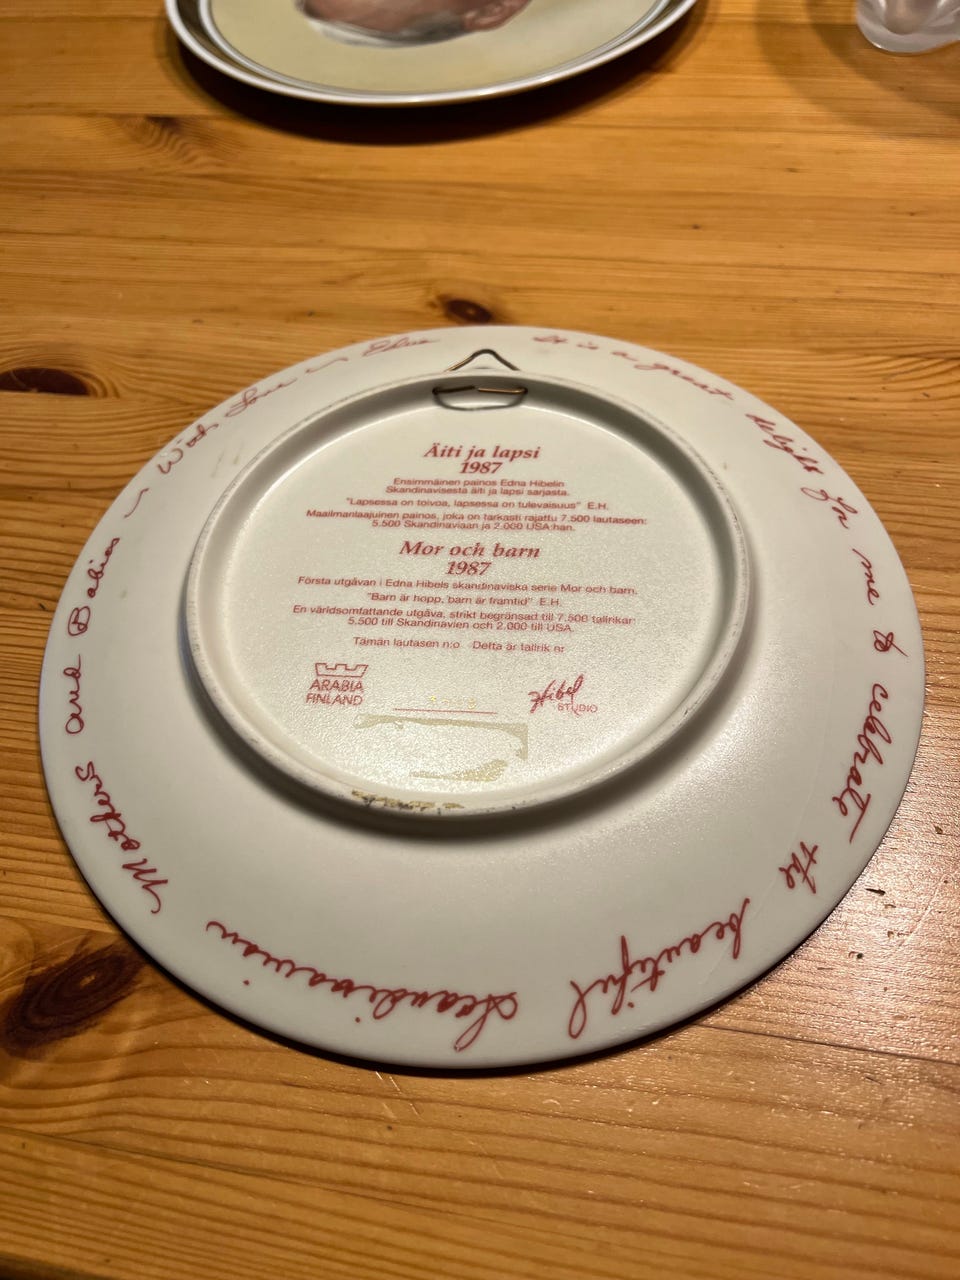 Äiti ja lapsi
1987
Ensimmäinen painos Edna Hibelin
Skandinavisesta äiti ja lapsi sarjasta.
"Lapsessa on toivoa, lapsessa on tulevaisuus" E.H.
Maailmanlaajuinen painos, joka on tarkasti rajattu 7.500 lautaseen:
5.500 Skandinaviaan ja 2.000 USA:han.
Mor och barn
1987
Första utgåvan i Edna Hibels skandinaviska serie Mor och barn.
"Barn är hopp, barn är framtid" E.H.
En världsomfattande utgåva, strikt begränsad till 7.500 tallrikar:
5.500 till Skandinavien och 2.000 till USA.
Tämän lautasen n:o Detta är tallrik nr
ARABIA
FINLAND
Hibel
STUDIO
It is a great delight for me to celebrate the beautiful Scandinavian Mothers and Babies ~ With Love ~ Edna